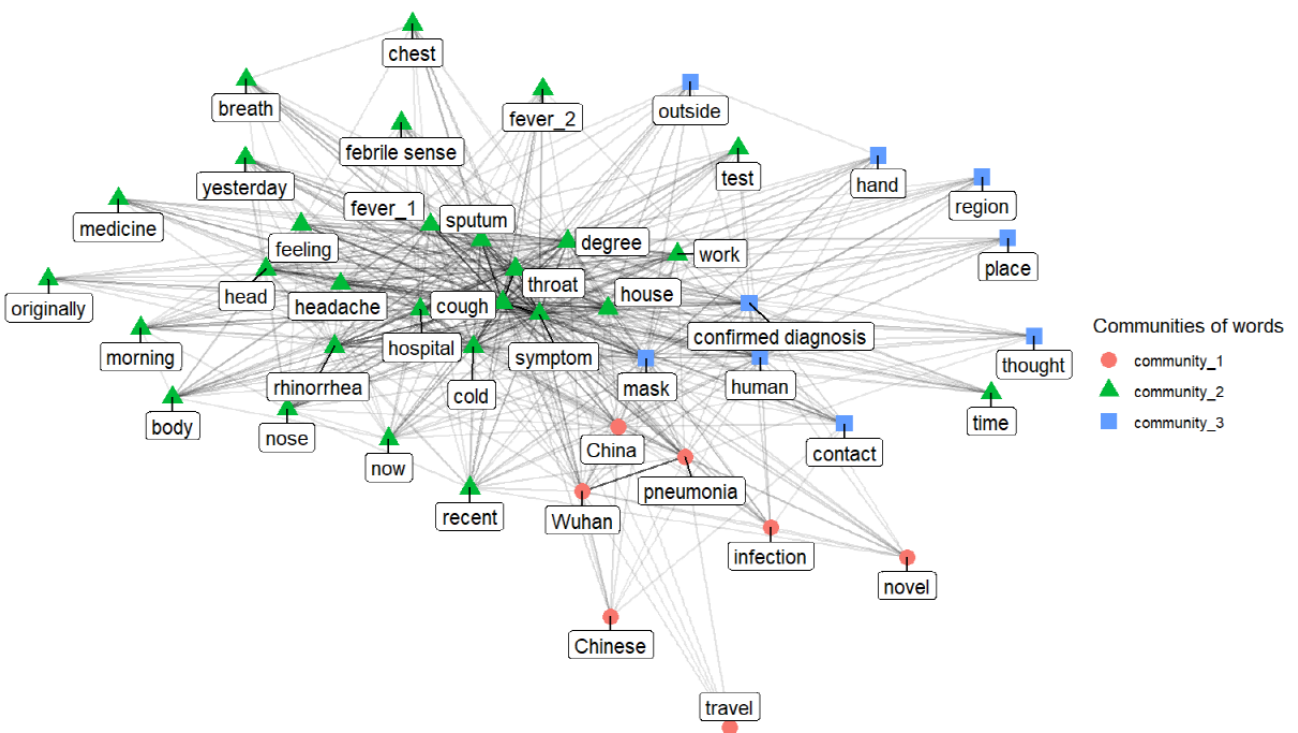 chest
breath
fever_2
outside
febrile sense
test
yesterday
hand
fever_1
region
medicine
sputum
feeling
degree
work
place
head
throat
originally
headache
house
cough
confirmed diagnosis
morning
hospital
symptom
thought
rhinorrhea
mask
human
cold
body
nose
time
China
contact
now
pneumonia
recent
Wuhan
infection
novel
Chinese
travel
Communities of words
community_1
community_2
community_3